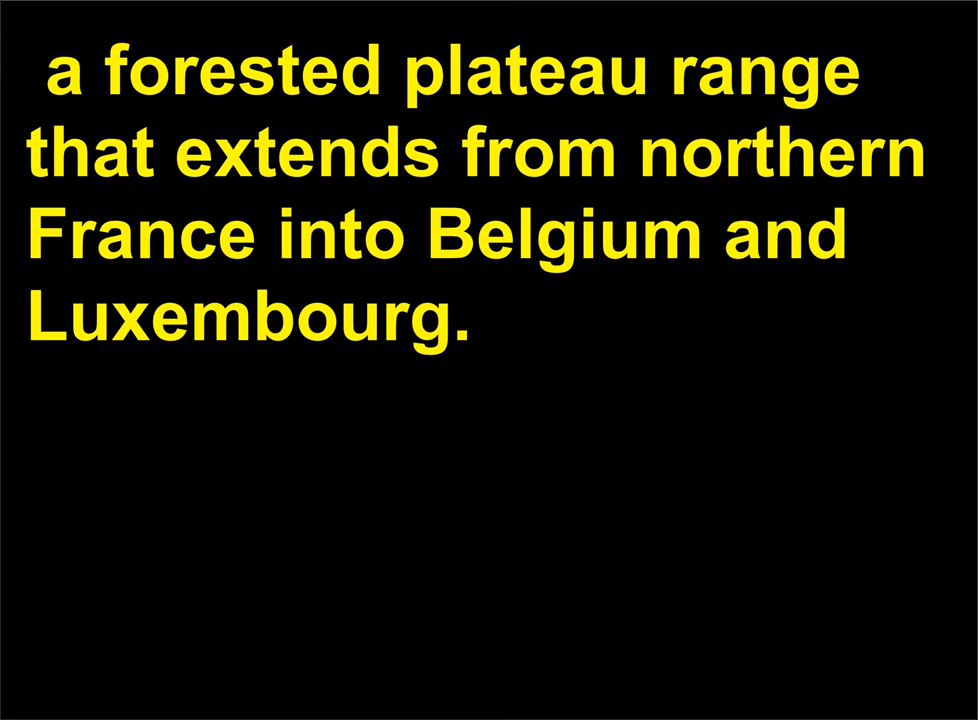 a forested plateau range
that extends from northern
France into Belgium and
Luxembourg.